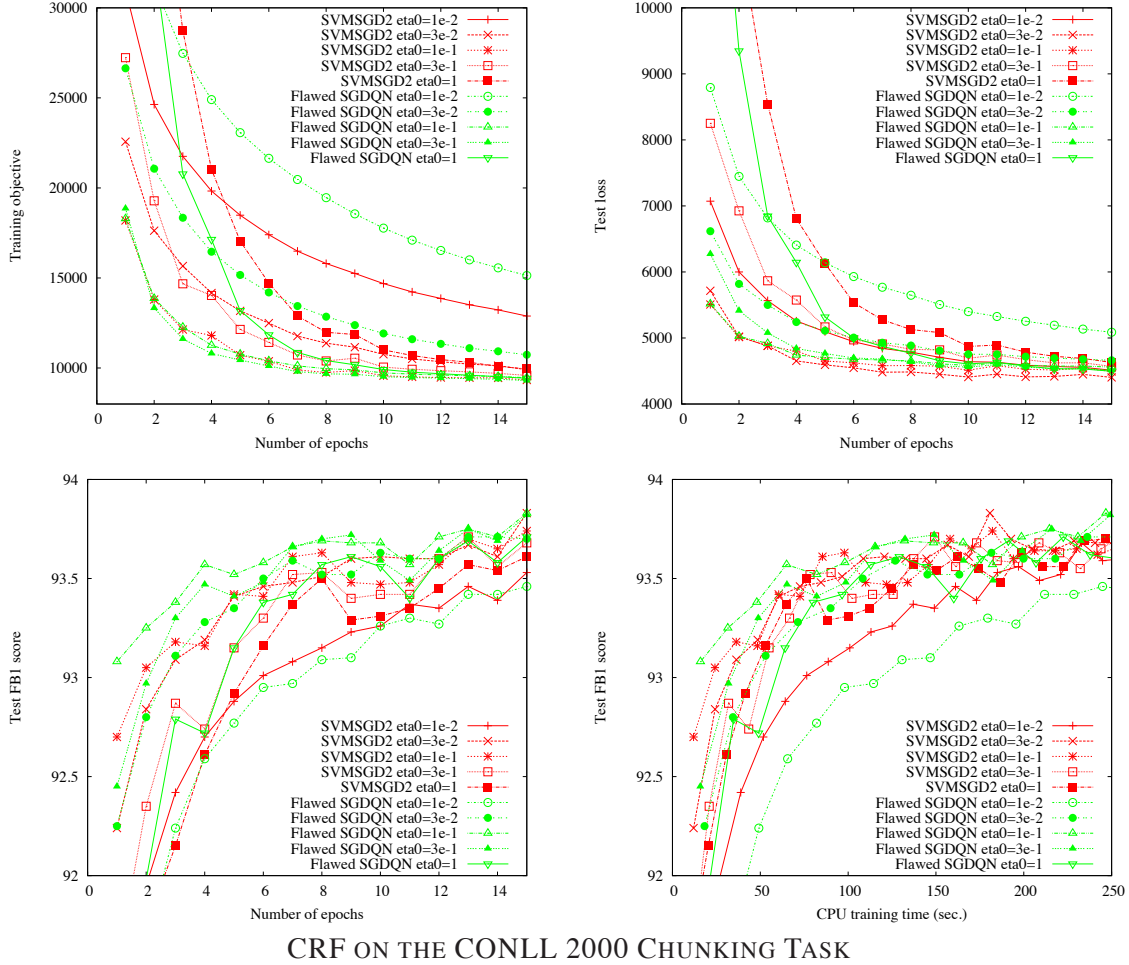 30000
25000
20000
15000
10000
Training objective
0 2 4 6 8 10 12 14
Number of epochs
SVMSGD2 eta0=1e-2
SVMSGD2 eta0=3e-2
SVMSGD2 eta0=1e-1
SVMSGD2 eta0=3e-1
SVMSGD2 eta0=1
Flawed SGDQN eta0=1e-2
Flawed SGDQN eta0=3e-2
Flawed SGDQN eta0=1e-1
Flawed SGDQN eta0=3e-1
Flawed SGDQN eta0=1
10000
9000
8000
7000
6000
5000
4000
Test loss
0 2 4 6 8 10 12 14
Number of epochs
SVMSGD2 eta0=1e-2
SVMSGD2 eta0=3e-2
SVMSGD2 eta0=1e-1
SVMSGD2 eta0=3e-1
SVMSGD2 eta0=1
Flawed SGDQN eta0=1e-2
Flawed SGDQN eta0=3e-2
Flawed SGDQN eta0=1e-1
Flawed SGDQN eta0=3e-1
Flawed SGDQN eta0=1
94
93.5
93
92.5
92
Test FB1 score
0 2 4 6 8 10 12 14
Number of epochs
SVMSGD2 eta0=1e-2
SVMSGD2 eta0=3e-2
SVMSGD2 eta0=1e-1
SVMSGD2 eta0=3e-1
SVMSGD2 eta0=1
Flawed SGDQN eta0=1e-2
Flawed SGDQN eta0=3e-2
Flawed SGDQN eta0=1e-1
Flawed SGDQN eta0=3e-1
Flawed SGDQN eta0=1
94
93.5
93
92.5
92
Test FB1 score
0 50 100 150 200 250
CPU training time (sec.)
SVMSGD2 eta0=1e-2
SVMSGD2 eta0=3e-2
SVMSGD2 eta0=1e-1
SVMSGD2 eta0=3e-1
SVMSGD2 eta0=1
Flawed SGDQN eta0=1e-2
Flawed SGDQN eta0=3e-2
Flawed SGDQN eta0=1e-1
Flawed SGDQN eta0=3e-1
Flawed SGDQN eta0=1
CRF ON THE CONLL 2000 CHUNKING TASK